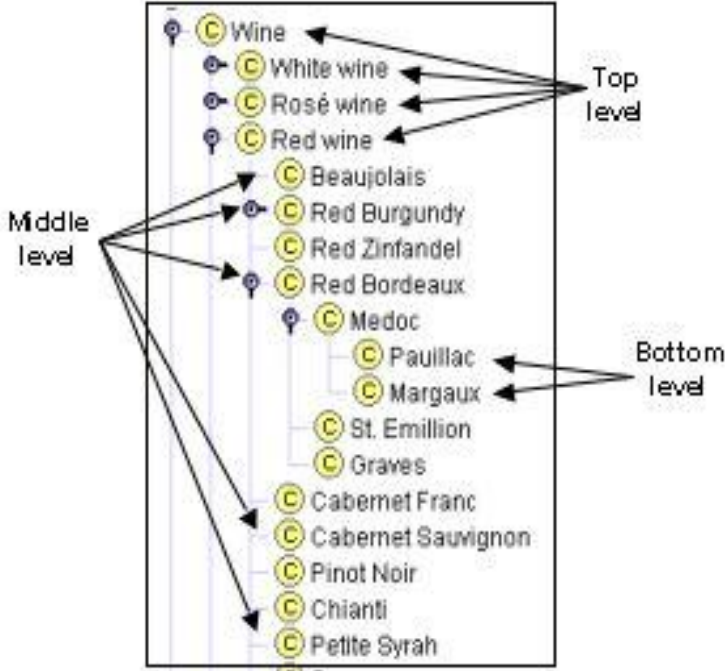 Wine
White wine
Rosé wine
Red wine
Top
level
Beaujolais
Red Burgundy
Red Zinfandel
Red Bordeaux
Middle
level
Medoc
Pauillac
Margaux
Bottom
level
St. Emillion
Graves
Cabernet Franc
Cabernet Sauvignon
Pinot Noir
Chianti
Petite Syrah